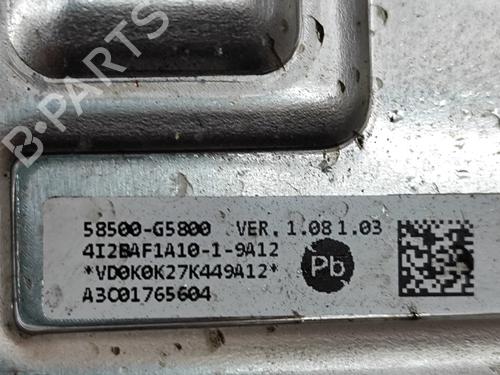 B-PARTS
58500-G5800 VER. 1.08 1.03
4I2BAF1A10-1-9A12
*VD0K0K27K449A12*
Pb
A3C01765604